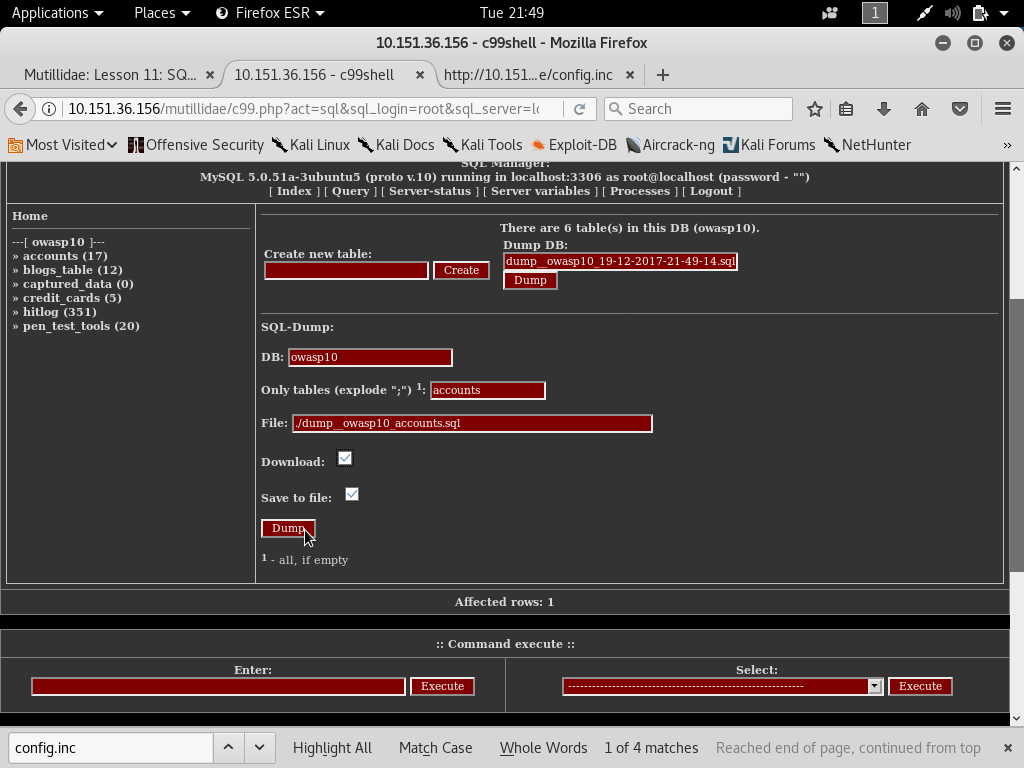 Applications Places Firefox ESR Tue 21:49 1
10.151.36.156 - c99shell - Mozilla Firefox
Mutillidae: Lesson 11: SQ... 10.151.36.156 - c99shell http://10.151...e/config.inc
10.151.36.156/mutillidae/c99.php?act=sql&sql_login=root&sql_server=lo Search
Most Visited Offensive Security Kali Linux Kali Docs Kali Tools Exploit-DB Aircrack-ng Kali Forums NetHunter »
SQL Manager:
MySQL 5.0.51a-3ubuntu5 (proto v.10) running in localhost:3306 as root@localhost (password - "")
[ Index ] [ Query ] [ Server-status ] [ Server variables ] [ Processes ] [ Logout ]
Home
---[ owasp10 ]---
» accounts (17)
» blogs_table (12)
» captured_data (0)
» credit_cards (5)
» hitlog (351)
» pen_test_tools (20)
There are 6 table(s) in this DB (owasp10).
Create new table:
Create
Dump DB:
dump__owasp10_19-12-2017-21-49-14.sql
Dump
SQL-Dump:
DB: owasp10
Only tables (explode ";") 1: accounts
File: ./dump__owasp10_accounts.sql
Download:
Save to file:
Dump
1 - all, if empty
Affected rows: 1
:: Command execute ::
Enter:
Execute
Select:
------------------------------------------------------------ Execute
config.inc Highlight All Match Case Whole Words 1 of 4 matches Reached end of page, continued from top